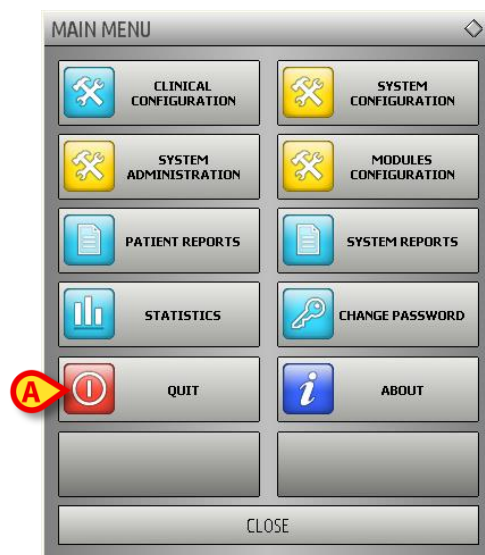 MAIN MENU
CLINICAL
CONFIGURATION
SYSTEM
CONFIGURATION
SYSTEM
ADMINISTRATION
MODULES
CONFIGURATION
PATIENT REPORTS
SYSTEM REPORTS
STATISTICS
CHANGE PASSWORD
A
QUIT
i
ABOUT
CLOSE